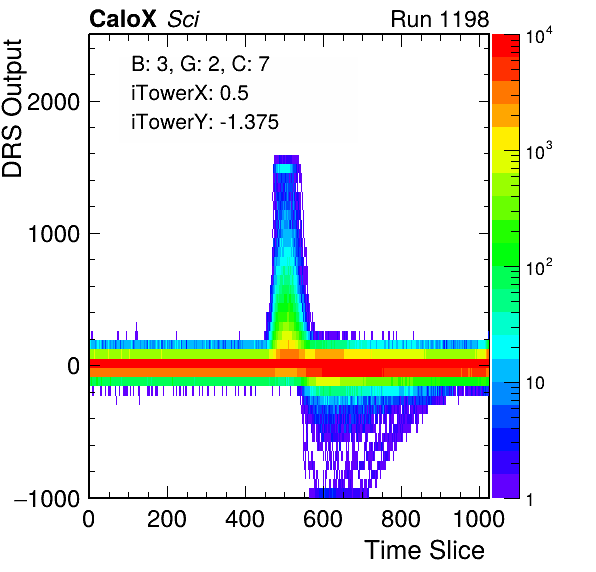 CaloX Sci Run 1198
B: 3, G: 2, C: 7
iTowerX: 0.5
iTowerY: -1.375
DRS Output
2000
1000
0
−1000
0 200 400 600 800 1000
Time Slice
10^4
10^3
10^2
10
1